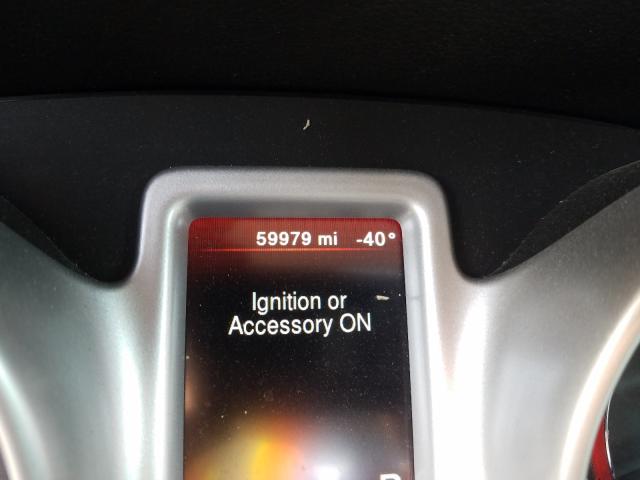 59979 mi -40°
Ignition or
Accessory ON